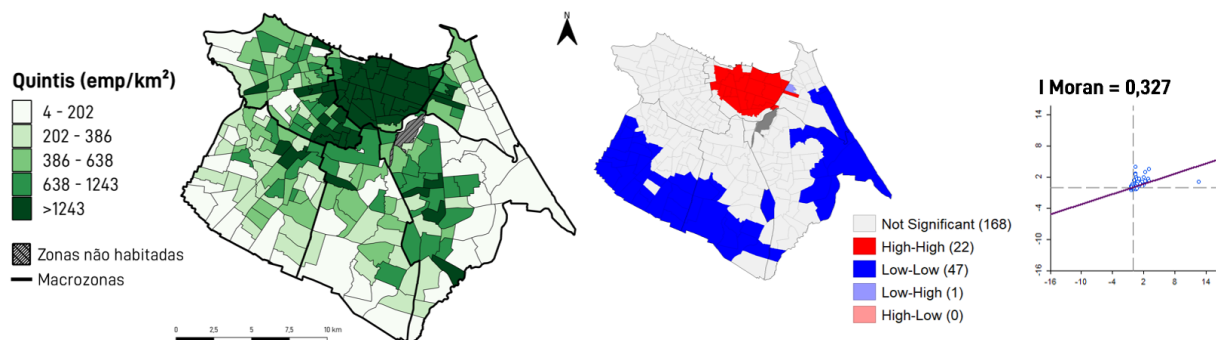 Quintis (emp/km²)
4 - 202
202 - 386
386 - 638
638 - 1243
>1243
Zonas não habitadas
Macrozonas
0 2,5 5 7,5 10 km
N
Not Significant (168)
High-High (22)
Low-Low (47)
Low-High (1)
High-Low (0)
I Moran = 0,327
14
8
2
-4
-10
-16
-16 -10 -4 2 8 14